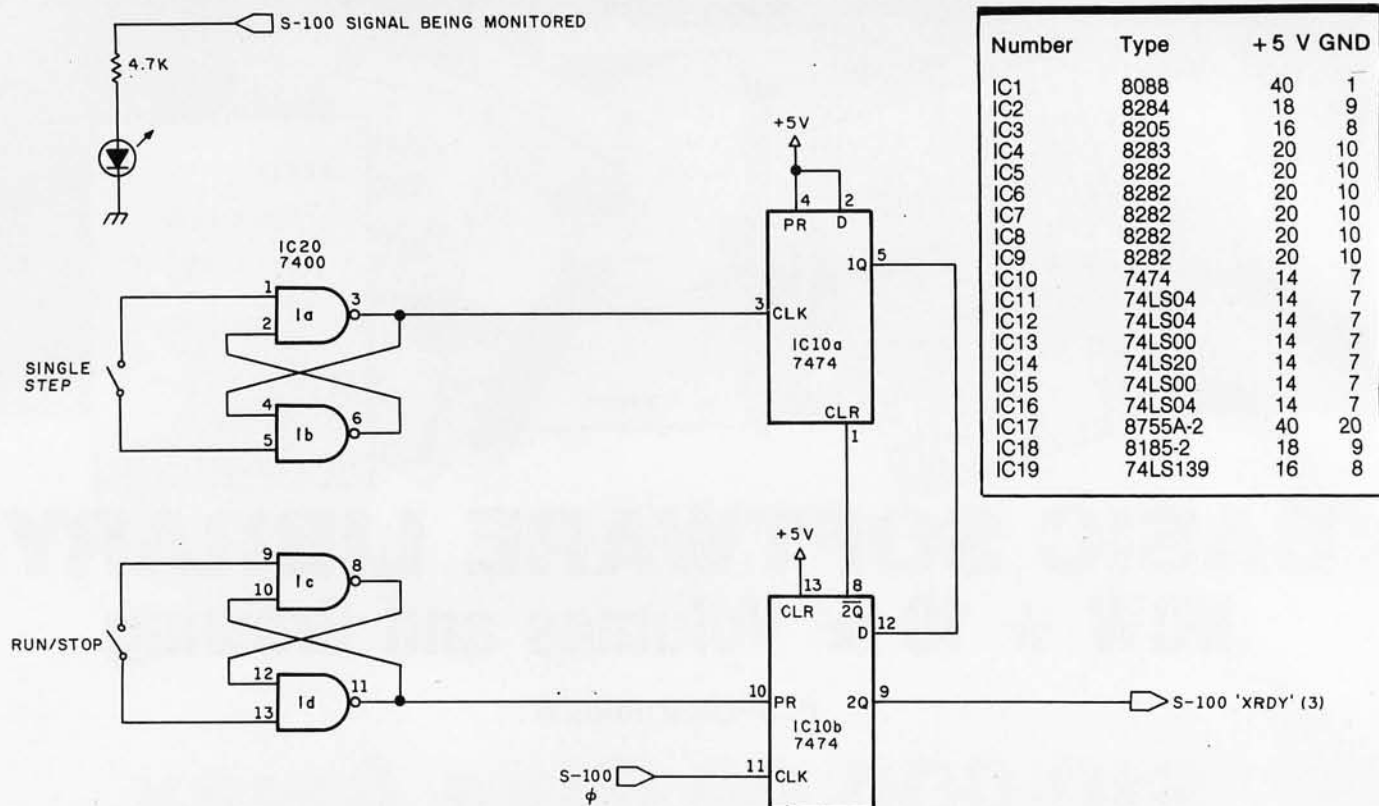 S-100 SIGNAL BEING MONITORED
4.7K
IC20
7400
1
2
3
Ia
4
5
6
Ib
SINGLE
STEP
9
10
8
Ic
12
13
11
Id
RUN/STOP
+5V
4 2
PR D
1Q 5
3 CLK
IC10a
7474
CLR
1
+5V
13 8
CLR 2Q
D 12
10 PR 2Q 9
IC10b
7474
11 CLK
S-100
ϕ
S-100 'XRDY' (3)
Number Type +5 V GND
IC1 8088 40 1
IC2 8284 18 9
IC3 8205 16 8
IC4 8283 20 10
IC5 8282 20 10
IC6 8282 20 10
IC7 8282 20 10
IC8 8282 20 10
IC9 8282 20 10
IC10 7474 14 7
IC11 74LS04 14 7
IC12 74LS04 14 7
IC13 74LS00 14 7
IC14 74LS20 14 7
IC15 74LS00 14 7
IC16 74LS04 14 7
IC17 8755A-2 40 20
IC18 8185-2 18 9
IC19 74LS139 16 8